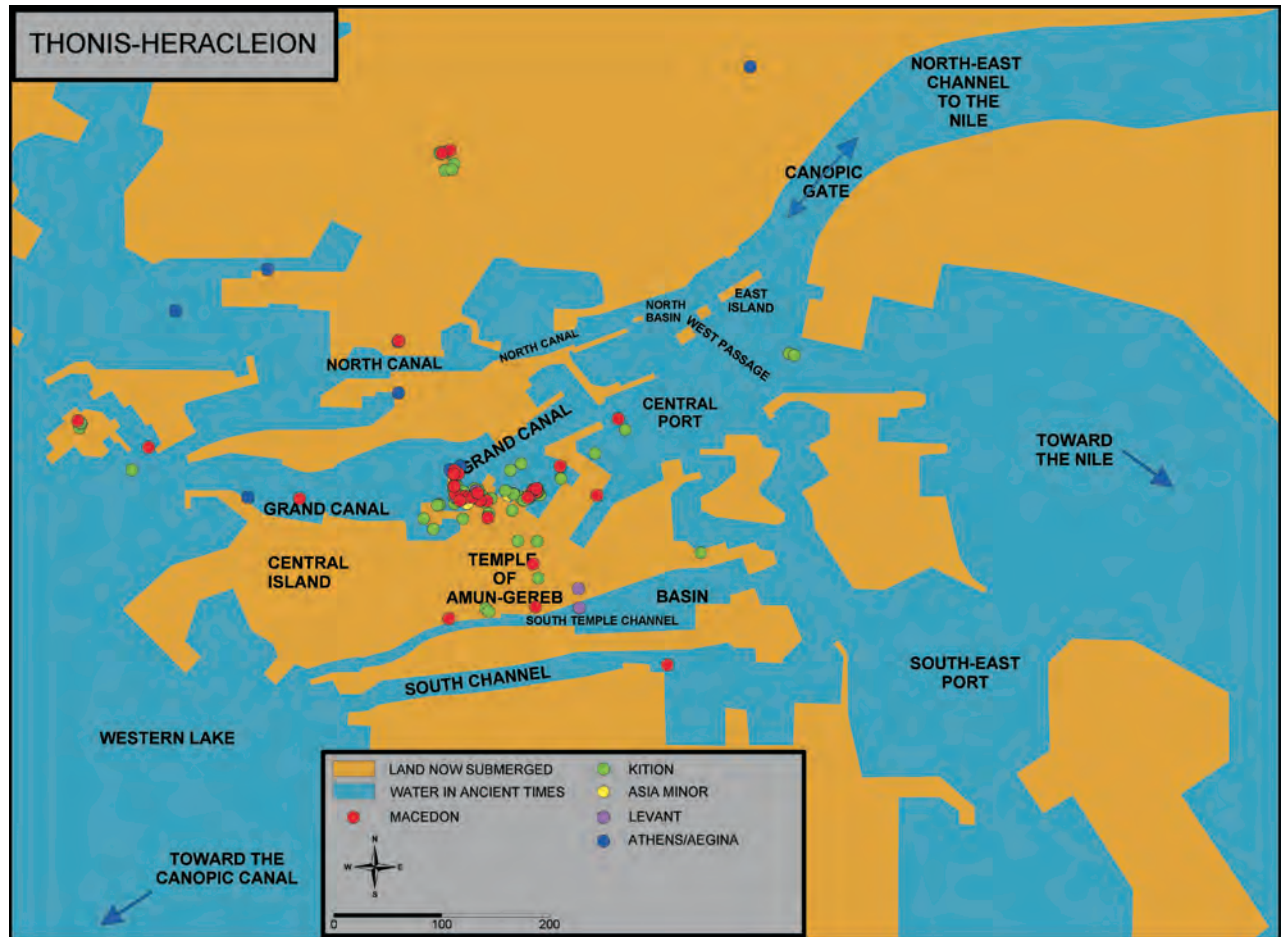 THONIS-HERACLEION
NORTH-EAST
CHANNEL
TO THE
NILE
CANOPIC
GATE
EAST
ISLAND
NORTH
BASIN
WEST PASSAGE
NORTH CANAL
NORTH CANAL
CENTRAL
PORT
GRAND CANAL
TOWARD
THE NILE
GRAND CANAL
CENTRAL
ISLAND
TEMPLE
OF
AMUN-GEREB
BASIN
SOUTH TEMPLE CHANNEL
SOUTH CHANNEL
SOUTH-EAST
PORT
WESTERN LAKE
TOWARD THE
CANOPIC CANAL
LAND NOW SUBMERGED
WATER IN ANCIENT TIMES
MACEDON
KITION
ASIA MINOR
LEVANT
ATHENS/AEGINA
N
W E
S
0 100 200